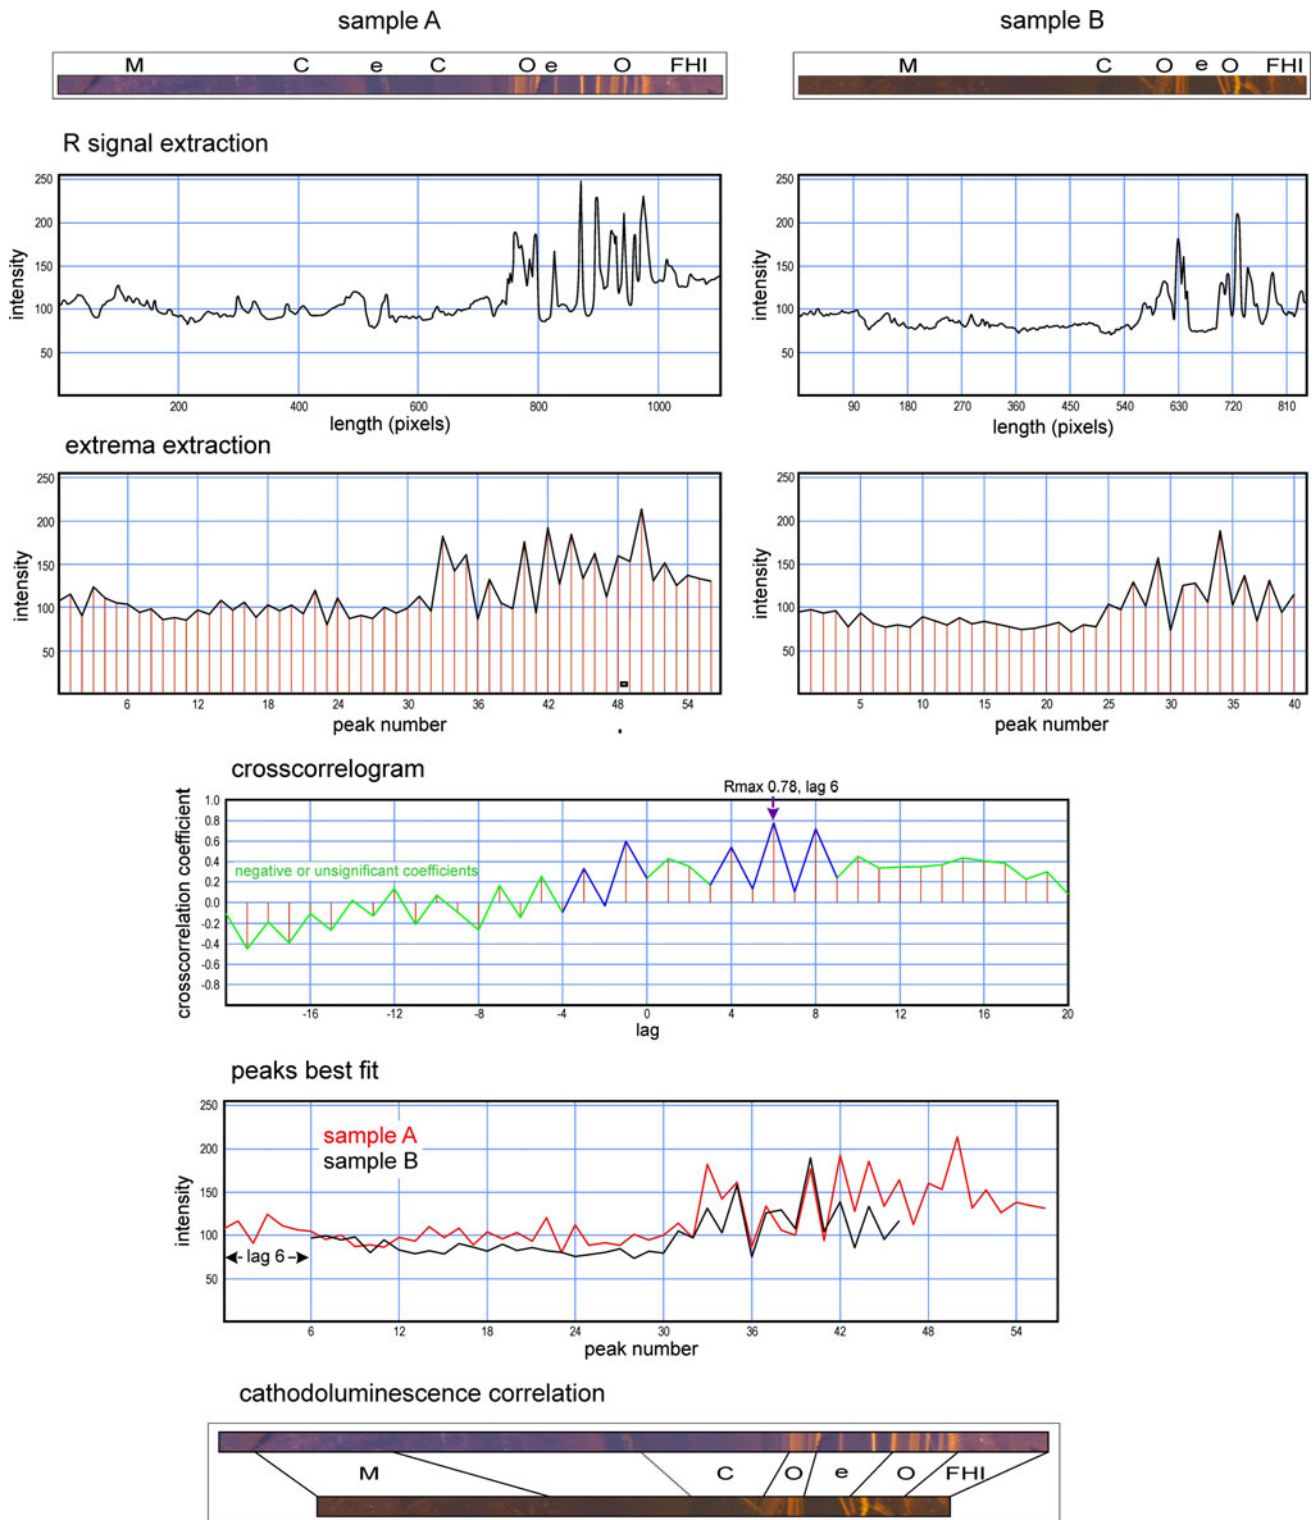 sample A
sample B
M C e C O e O FHI
M C O e O FHI
R signal extraction
250
200
150
100
50
intensity
200 400 600 800 1000
length (pixels)
250
200
150
100
50
intensity
90 180 270 360 450 540 630 720 810
length (pixels)
extrema extraction
250
200
150
100
50
intensity
6 12 18 24 30 36 42 48 54
peak number
250
200
150
100
50
intensity
5 10 15 20 25 30 35 40
peak number
crosscorrelogram
Rmax 0.78, lag 6
crosscorrelation coefficient
1.0
0.8
0.6
0.4
0.2
0.0
-0.2
-0.4
-0.6
-0.8
negative or unsignificant coefficients
-16 -12 -8 -4 0 4 8 12 16 20
lag
peaks best fit
250
200
150
100
50
intensity
sample A
sample B
lag 6
6 12 18 24 30 36 42 48 54
peak number
cathodoluminescence correlation
M C O e O FHI